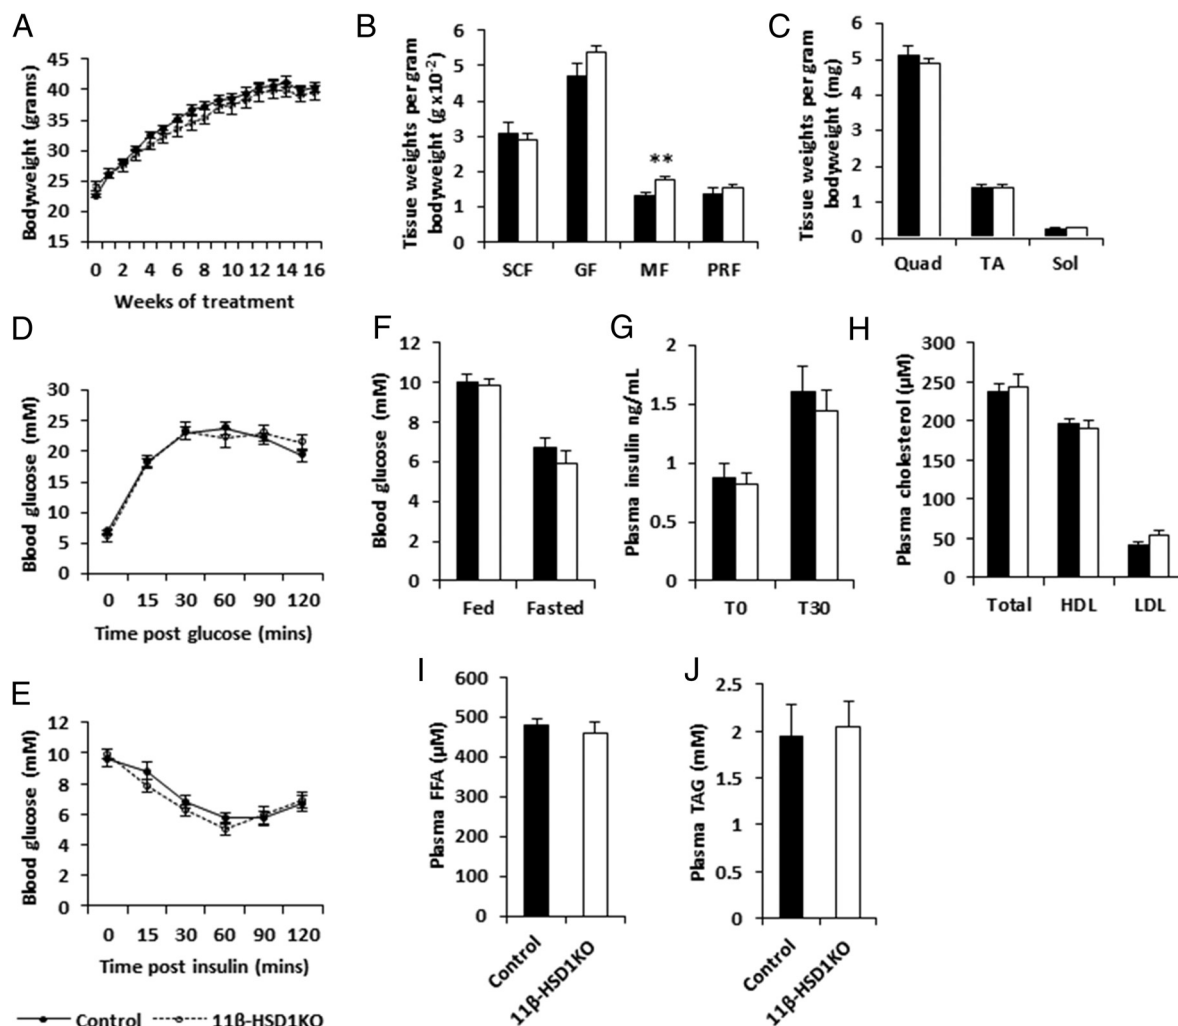 A
Bodyweight (grams)
45
40
35
30
25
20
15
0 2 4 6 8 10 12 14 16
Weeks of treatment
B
Tissue weights per gram
bodyweight (g x10-2)
6
5
4
3
2
1
0
**
SCF GF MF PRF
C
Tissue weights per gram
bodyweight (mg)
6
5
4
3
2
1
0
Quad TA Sol
D
Blood glucose (mM)
30
25
20
15
10
5
0
0 15 30 60 90 120
Time post glucose (mins)
F
Blood glucose (mM)
12
10
8
6
4
2
0
Fed Fasted
G
Plasma insulin ng/mL
2
1.5
1
0.5
0
T0 T30
H
Plasma cholesterol (µM)
300
250
200
150
100
50
0
Total HDL LDL
E
Blood glucose (mM)
12
10
8
6
4
2
0
0 15 30 60 90 120
Time post insulin (mins)
Control 11β-HSD1KO
I
Plasma FFA (µM)
600
500
400
300
200
100
0
Control 11β-HSD1KO
J
Plasma TAG (mM)
2.5
2
1.5
1
0.5
0
Control 11β-HSD1KO